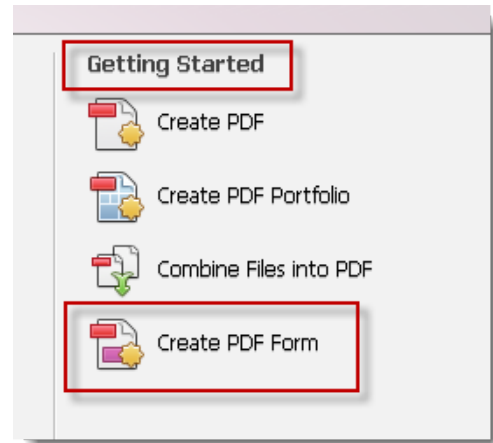 Getting Started
Create PDF
Create PDF Portfolio
Combine Files into PDF
Create PDF Form